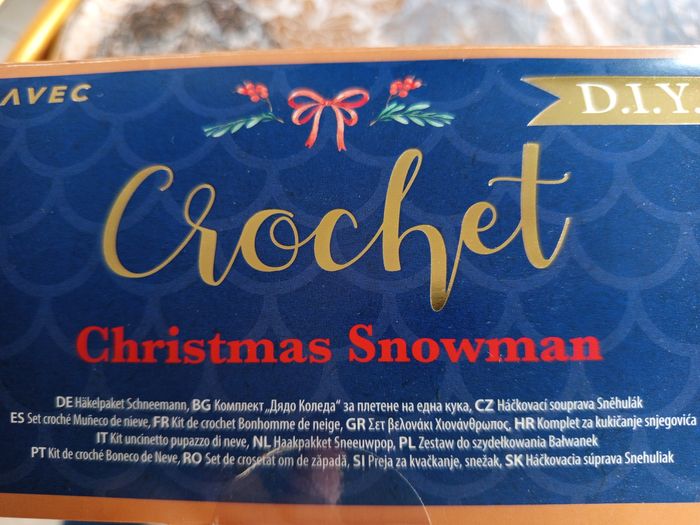 AVEC
D.I.Y.
Crochet
Christmas Snowman
DE Häkelpaket Schneemann, BG Комплект „Дядо Коледа“ за плетене на една кука, CZ Háčkovací souprava Sněhulák
ES Set croché Muñeco de nieve, FR Kit de crochet Bonhomme de neige, GR Σετ βελονάκι Χιονάνθρωπος, HR Komplet za kukičanje snjegovića
IT Kit uncinetto pupazzo di neve, NL Haakpakket Sneeuwpop, PL Zestaw do szydełkowania Bałwanek
PT Kit de croché Boneco de Neve, RO Set de croșetat om de zăpadă, SI Preja za kvačkanje, snežak, SK Háčkovacia súprava Snehuliak